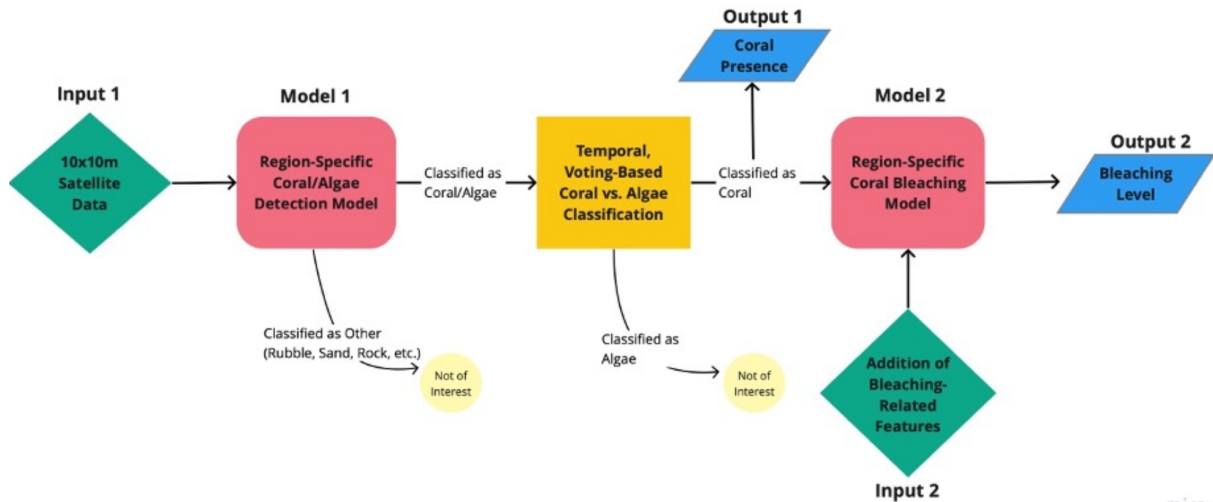 Output 1
Coral
Presence
Input 1
10x10m
Satellite
Data
Model 1
Region-Specific
Coral/Algae
Detection Model
Classified as
Coral/Algae
Temporal,
Voting-Based
Coral vs. Algae
Classification
Classified as
Coral
Model 2
Region-Specific
Coral Bleaching
Model
Output 2
Bleaching
Level
Classified as Other
(Rubble, Sand, Rock, etc.)
Not of
Interest
Classified as
Algae
Not of
Interest
Addition of
Bleaching-
Related
Features
Input 2